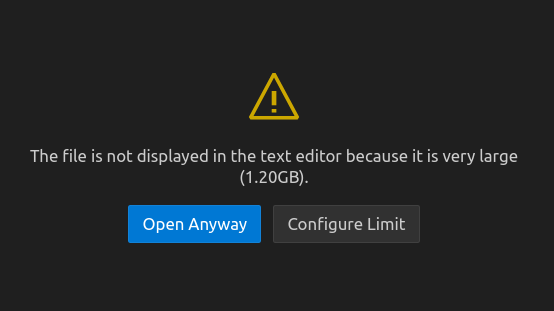 The file is not displayed in the text editor because it is very large
(1.20GB).
Open Anyway
Configure Limit